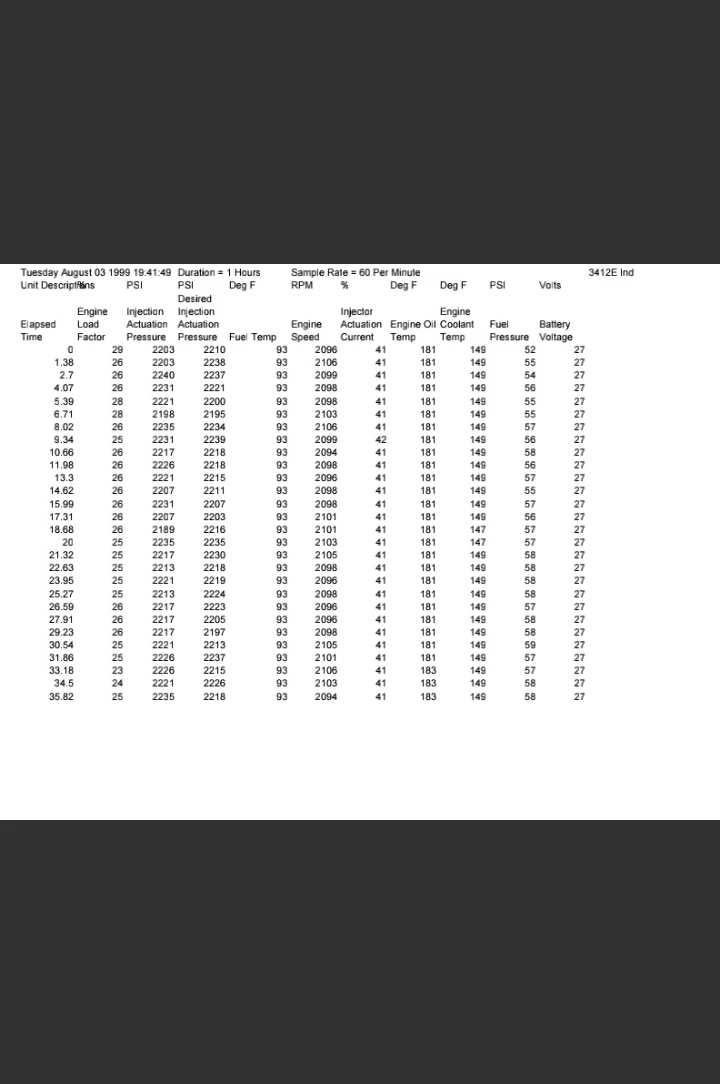 Tuesday August 03 1999 19:41:49 Duration = 1 Hours Sample Rate = 60 Per Minute 3412E Ind
Unit Descriptions % PSI PSI Deg F RPM % Deg F Deg F PSI Volts
Desired
Engine Injection Injection Injector Engine
Elapsed Load Actuation Actuation Engine Actuation Engine Oil Coolant Fuel Battery
Time Factor Pressure Pressure Fuel Temp Speed Current Temp Temp Pressure Voltage
0 29 2203 2210 93 2096 41 181 149 52 27
1.38 26 2203 2238 93 2106 41 181 149 55 27
2.7 26 2240 2237 93 2099 41 181 149 54 27
4.07 26 2231 2221 93 2098 41 181 149 56 27
5.39 28 2221 2200 93 2098 41 181 149 55 27
6.71 28 2198 2195 93 2103 41 181 149 55 27
8.02 26 2235 2234 93 2106 41 181 149 57 27
9.34 25 2231 2239 93 2099 42 181 149 56 27
10.66 26 2217 2218 93 2094 41 181 149 58 27
11.98 26 2226 2218 93 2098 41 181 149 56 27
13.3 26 2221 2215 93 2096 41 181 149 57 27
14.62 26 2207 2211 93 2098 41 181 149 55 27
15.99 26 2231 2207 93 2098 41 181 149 57 27
17.31 26 2207 2203 93 2101 41 181 149 56 27
18.68 26 2189 2216 93 2101 41 181 147 57 27
20 25 2235 2235 93 2103 41 181 147 57 27
21.32 25 2217 2230 93 2105 41 181 149 58 27
22.63 25 2213 2218 93 2098 41 181 149 58 27
23.95 25 2221 2219 93 2096 41 181 149 58 27
25.27 25 2213 2224 93 2098 41 181 149 58 27
26.59 26 2217 2223 93 2096 41 181 149 57 27
27.91 26 2217 2205 93 2096 41 181 149 58 27
29.23 26 2217 2197 93 2098 41 181 149 58 27
30.54 25 2221 2213 93 2105 41 181 149 59 27
31.86 25 2226 2237 93 2101 41 181 149 57 27
33.18 23 2226 2215 93 2106 41 183 149 57 27
34.5 24 2221 2226 93 2103 41 183 149 58 27
35.82 25 2235 2218 93 2094 41 183 149 58 27